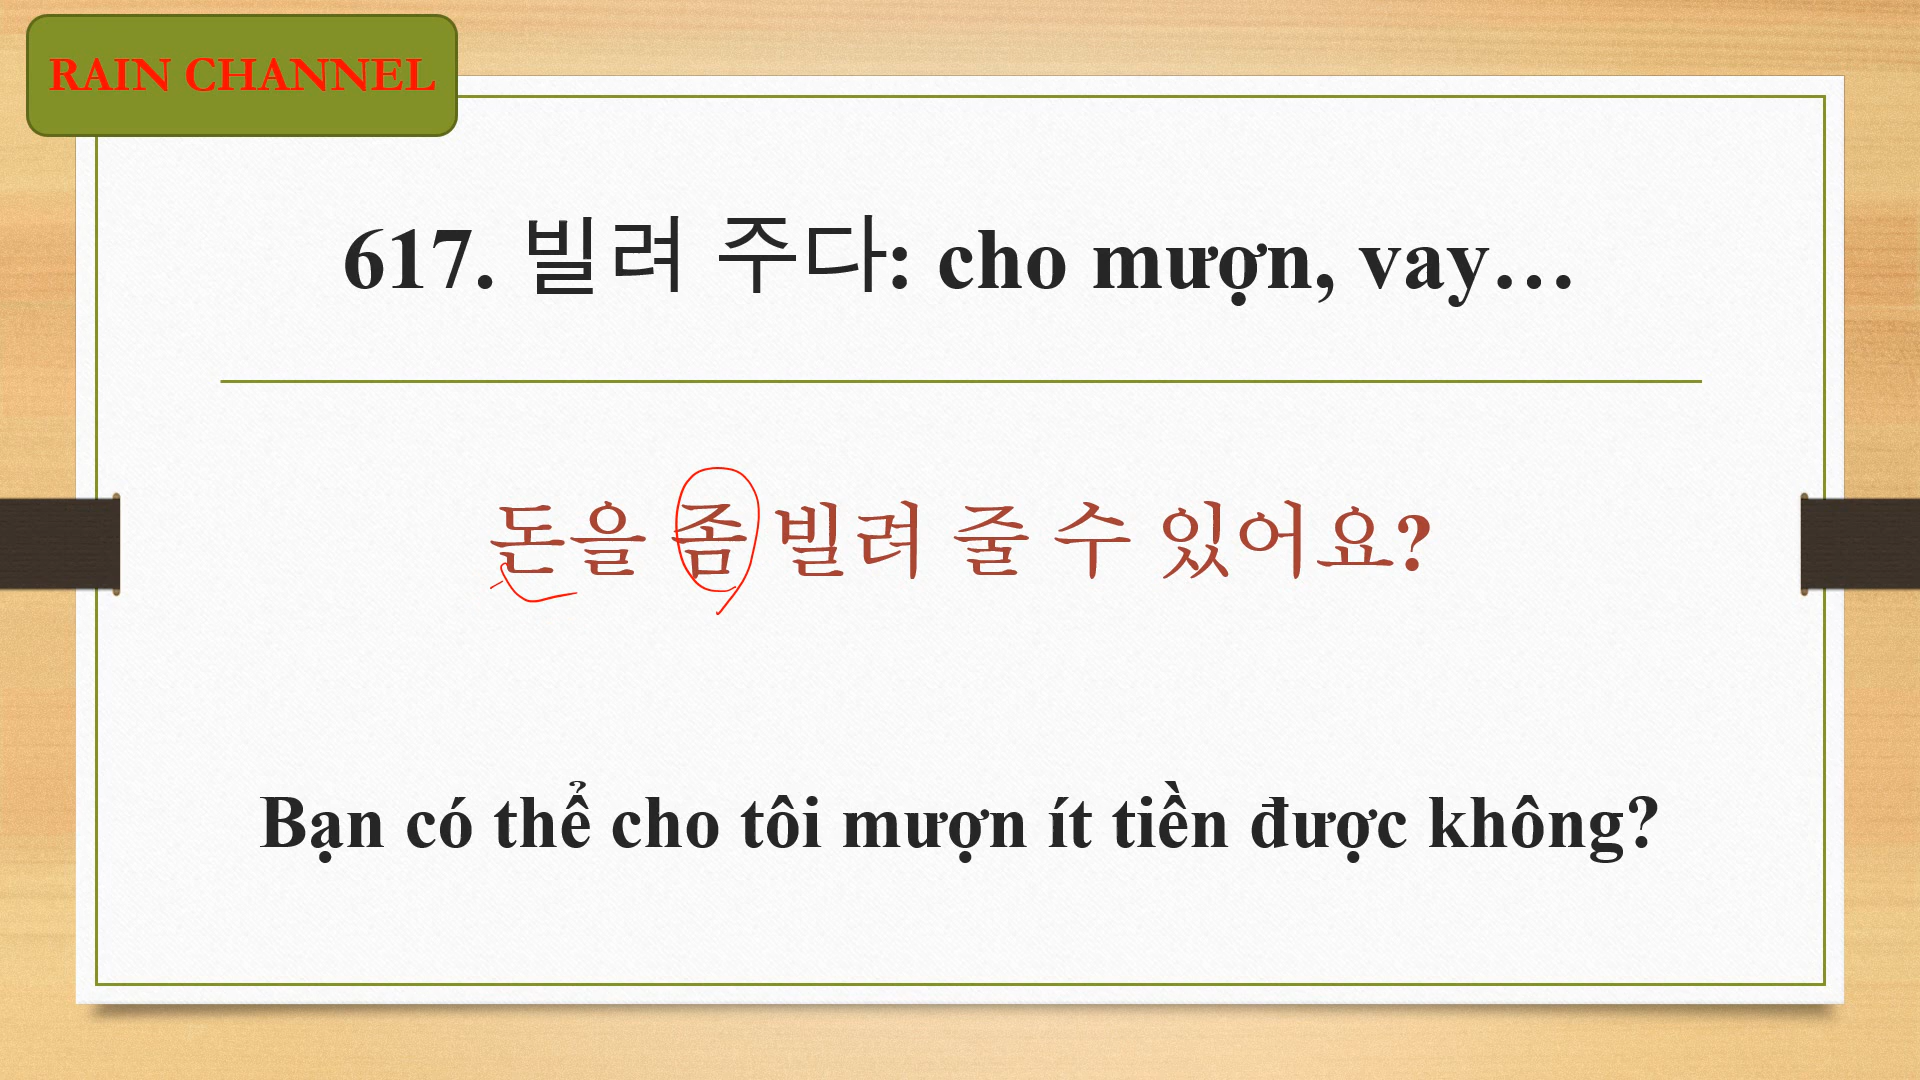 RAIN CHANNEL
617. 빌려 주다: cho mượn, vay…
돈을 좀 빌려 줄 수 있어요?
Bạn có thể cho tôi mượn ít tiền được không?